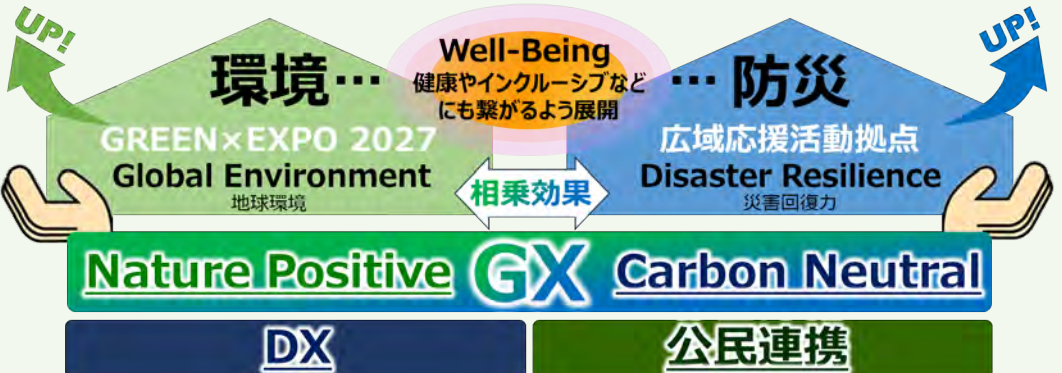 UP!
環境…
GREEN×EXPO 2027
Global Environment
地球環境
Well-Being
健康やインクルーシブなど
にも繋がるよう展開
相乗効果
UP!
…防災
広域応援活動拠点
Disaster Resilience
災害回復力
Nature Positive GX Carbon Neutral
DX
公民連携